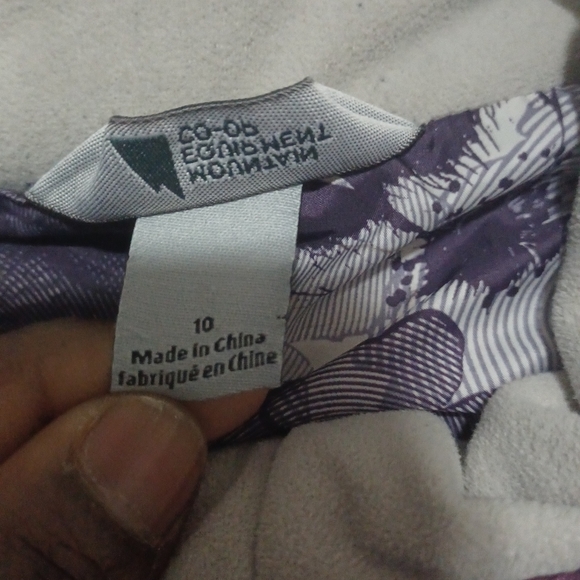 MOUNTAIN
EQUIPMENT
CO-OP
10
Made in China
fabriqué en Chine